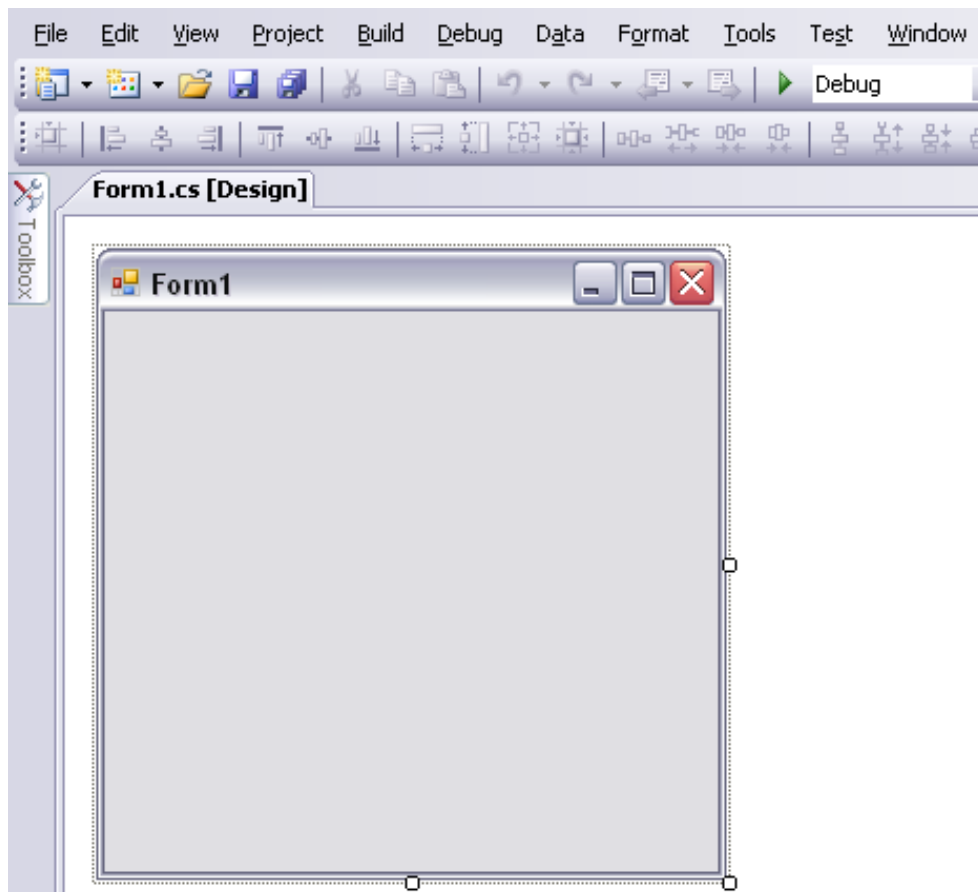 File Edit View Project Build Debug Data Format Tools Test Window
Debug
Form1.cs [Design]
Toolbox
Form1